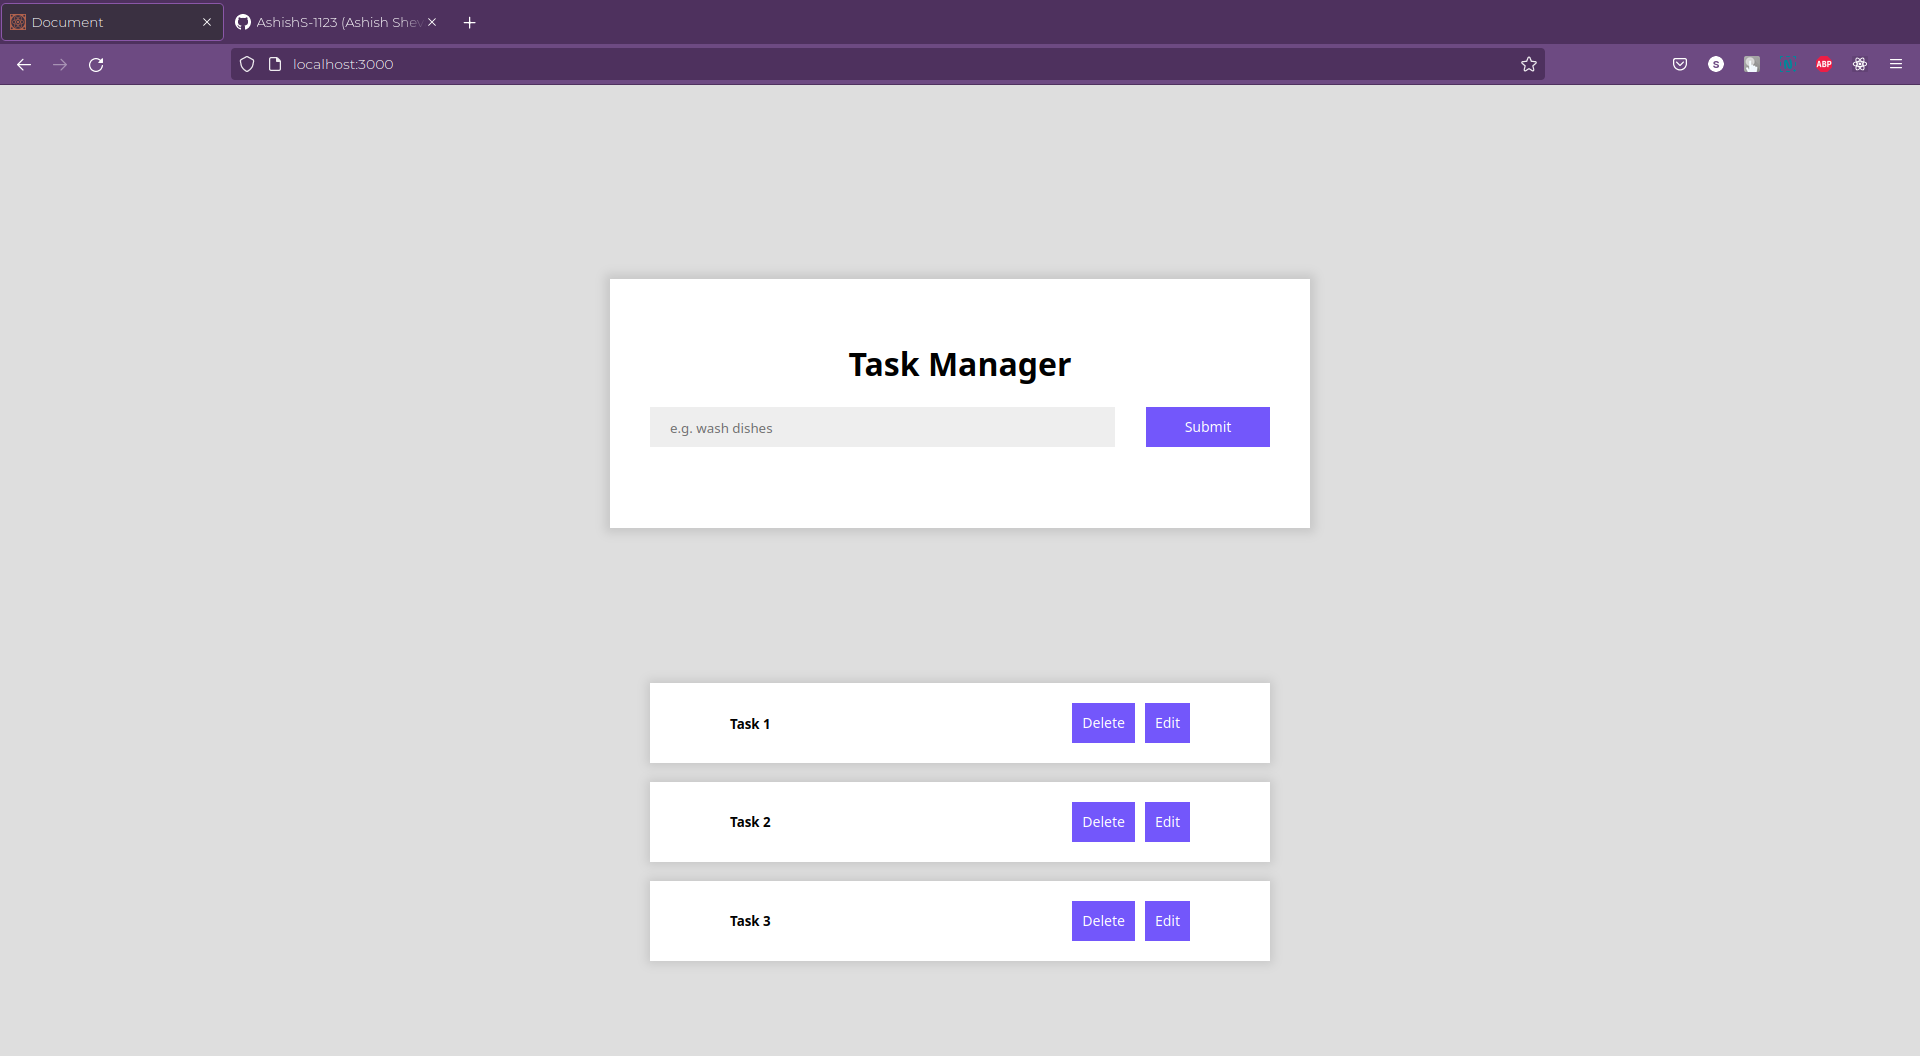 Document
AshishS-1123 (Ashish Shev
localhost:3000
S
ABP
Task Manager
e.g. wash dishes
Submit
Task 1
Delete
Edit
Task 2
Delete
Edit
Task 3
Delete
Edit